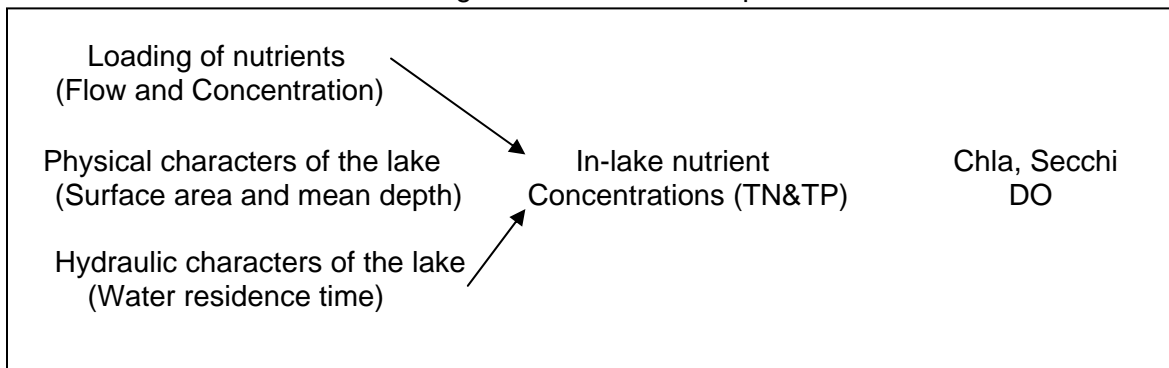 Loading of nutrients
(Flow and Concentration)
Physical characters of the lake
(Surface area and mean depth)
Hydraulic characters of the lake
(Water residence time)
In-lake nutrient
Concentrations (TN&TP)
Chla, Secchi
DO